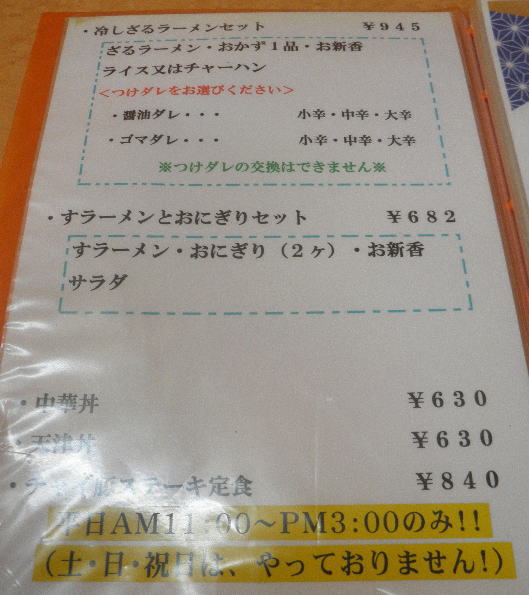 ・冷しざるラーメンセット ￥９４５
ざるラーメン・おかず１品・お新香
ライス又はチャーハン
＜つけダレをお選びください＞
・醤油ダレ・・・ 小辛・中辛・大辛
・ゴマダレ・・・ 小辛・中辛・大辛
※つけダレの交換はできません※
・すラーメンとおにぎりセット ￥６８２
すラーメン・おにぎり（２ヶ）・お新香
サラダ
・中華丼 ￥６３０
・天津丼 ￥６３０
・ ステーキ定食 ￥８４０
平日AM11:00～PM3:00のみ!!
(土・日・祝日は、やっておりません!)